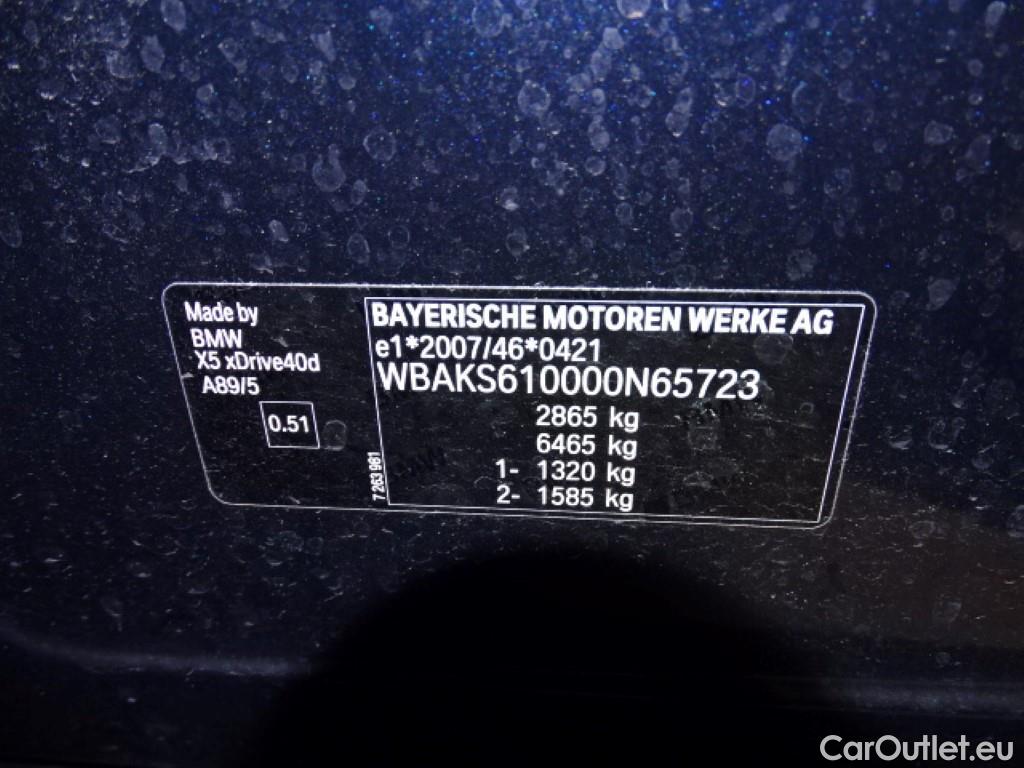 Made by
BMW
X5 xDrive40d
A89/5
0.51
7 263 981
BAYERISCHE MOTOREN WERKE AG
e1*2007/46*0421
WBAKS610000N65723
2865 kg
6465 kg
1- 1320 kg
2- 1585 kg
CarOutlet.eu